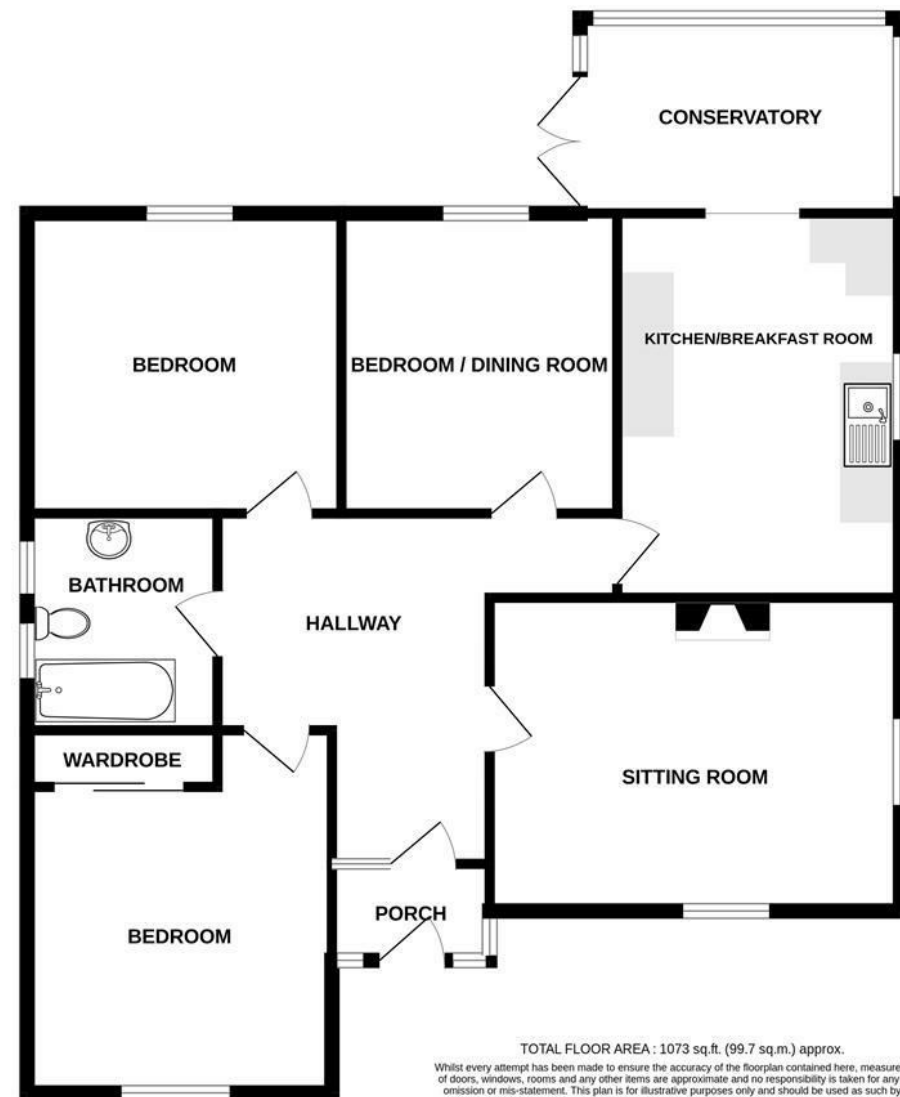 CONSERVATORY
BEDROOM
BEDROOM / DINING ROOM
KITCHEN/BREAKFAST ROOM
BATHROOM
HALLWAY
WARDROBE
SITTING ROOM
PORCH
BEDROOM
TOTAL FLOOR AREA : 1073 sq.ft. (99.7 sq.m.) approx.
Whilst every attempt has been made to ensure the accuracy of the floorplan contained here, measure
of doors, windows, rooms and any other items are approximate and no responsibility is taken for any
omission or mis-statement. This plan is for illustrative purposes only and should be used as such by